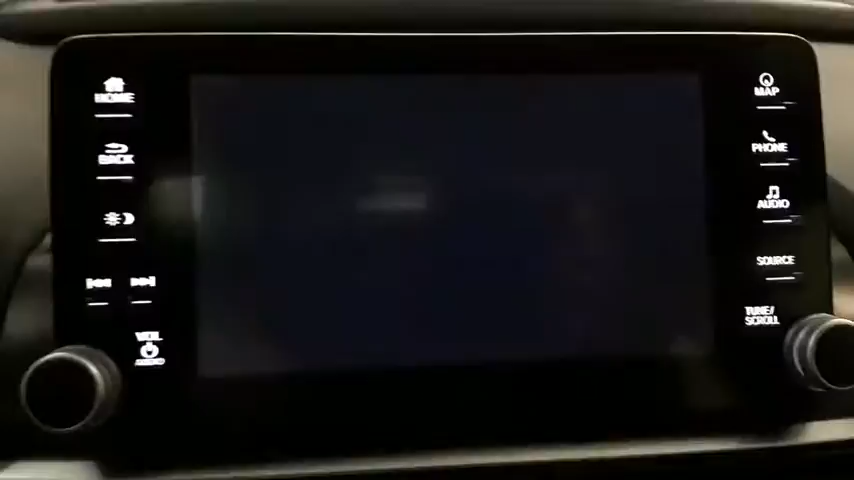 HOME
BACK
VOL
AUDIO
MAP
PHONE
AUDIO
SOURCE
TUNE/
SCROLL